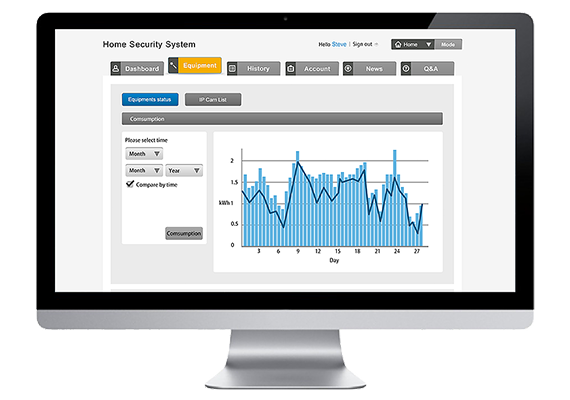 Home Security System
Hello Steve | Sign out
Home
Mode
Dashboard
Equipment
History
Account
News
Q&A
Equipments status
IP Cam List
Comsumption
Please select time
Month
Month Year
Compare by time
Comsumption
2
1.5
kWh 1
0.5
0
3 6 9 12 15 18 21 24 27
Day